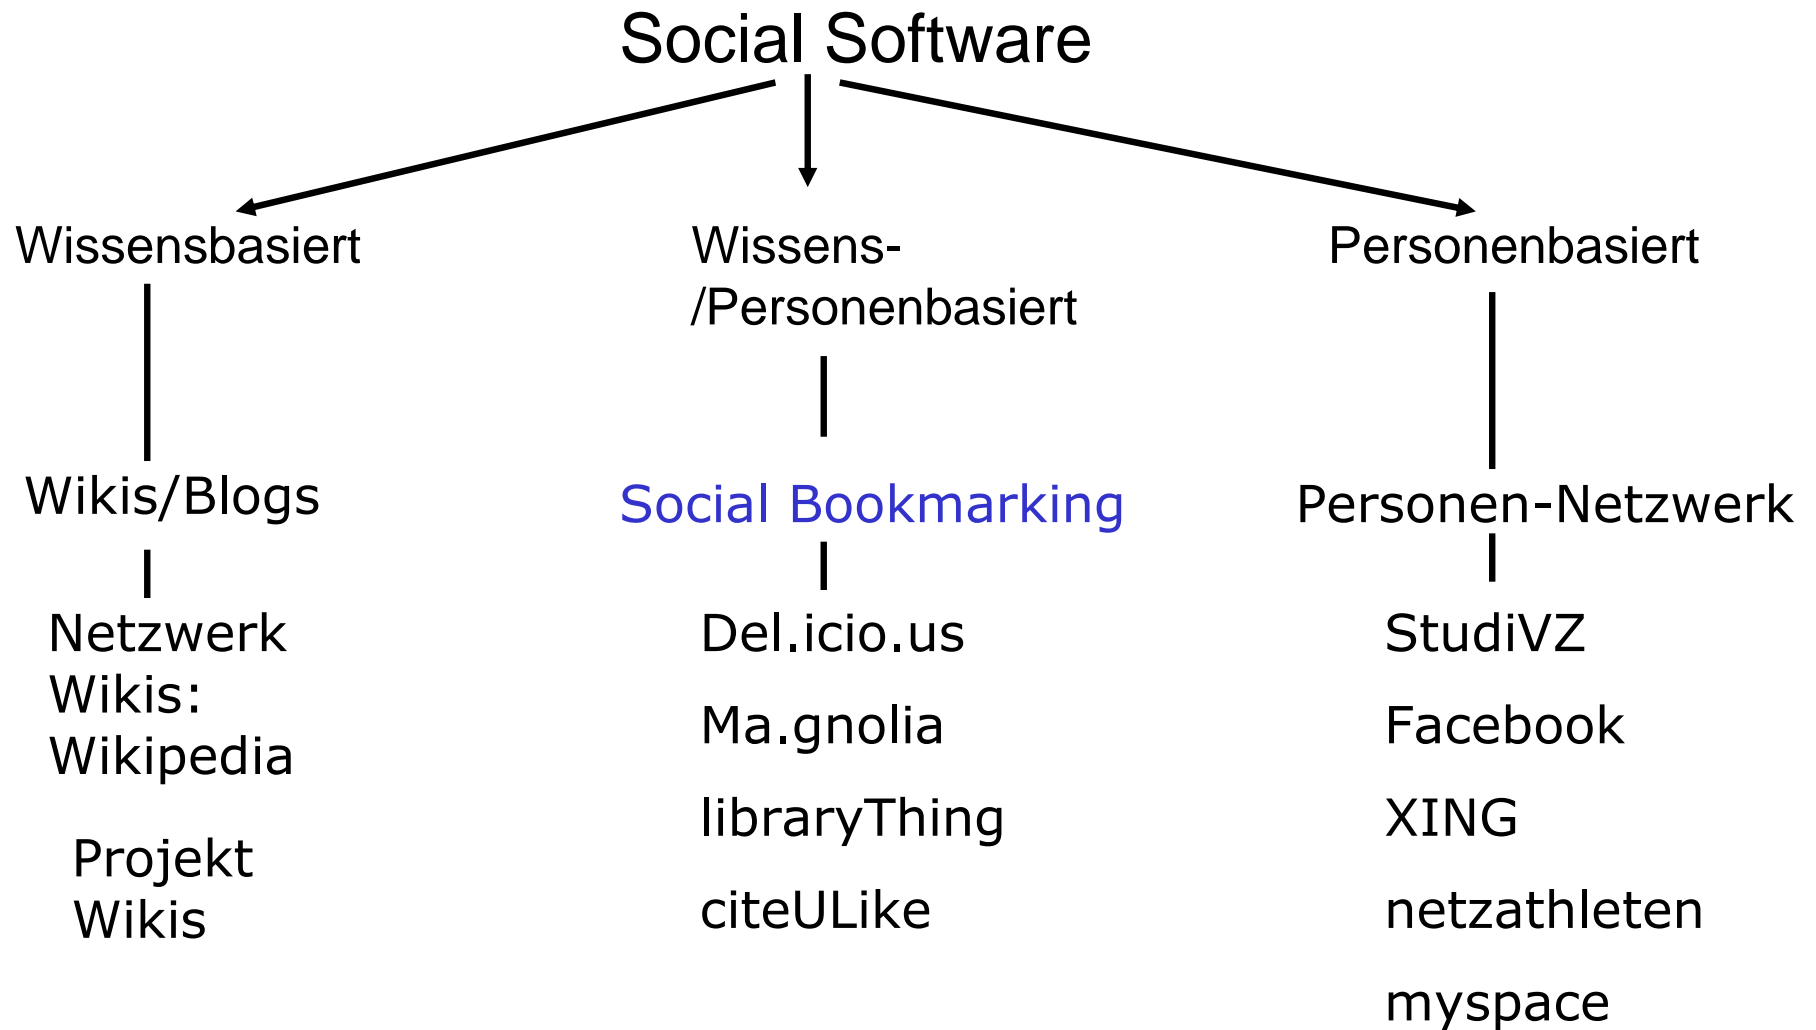 Social Software
Wissensbasiert
Wikis/Blogs
Netzwerk
Wikis:
Wikipedia
Projekt
Wikis
Wissens-
/Personenbasiert
Social Bookmarking
Del.icio.us
Ma.gnolia
libraryThing
citeULike
Personenbasiert
Personen-Netzwerk
StudiVZ
Facebook
XING
netzathleten
myspace